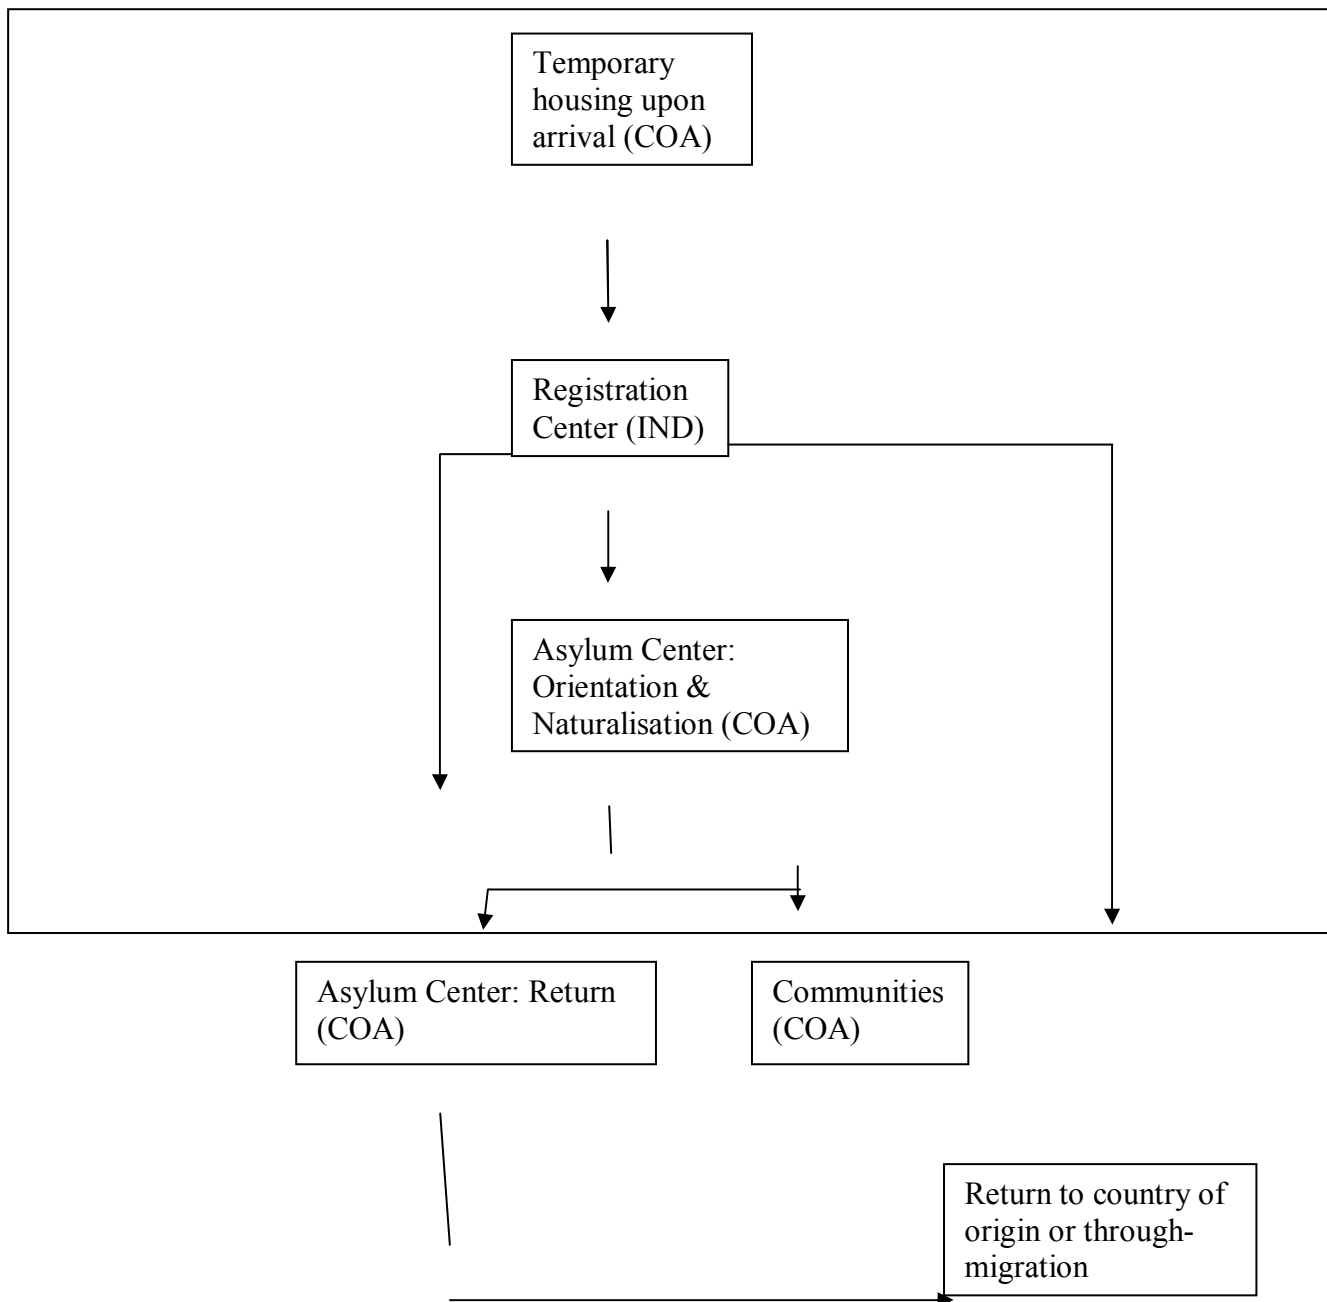 Temporary
housing upon
arrival (COA)
Registration
Center (IND)
Asylum Center:
Orientation &
Naturalisation (COA)
Asylum Center: Return
(COA)
Communities
(COA)
Return to country of
origin or through-
migration